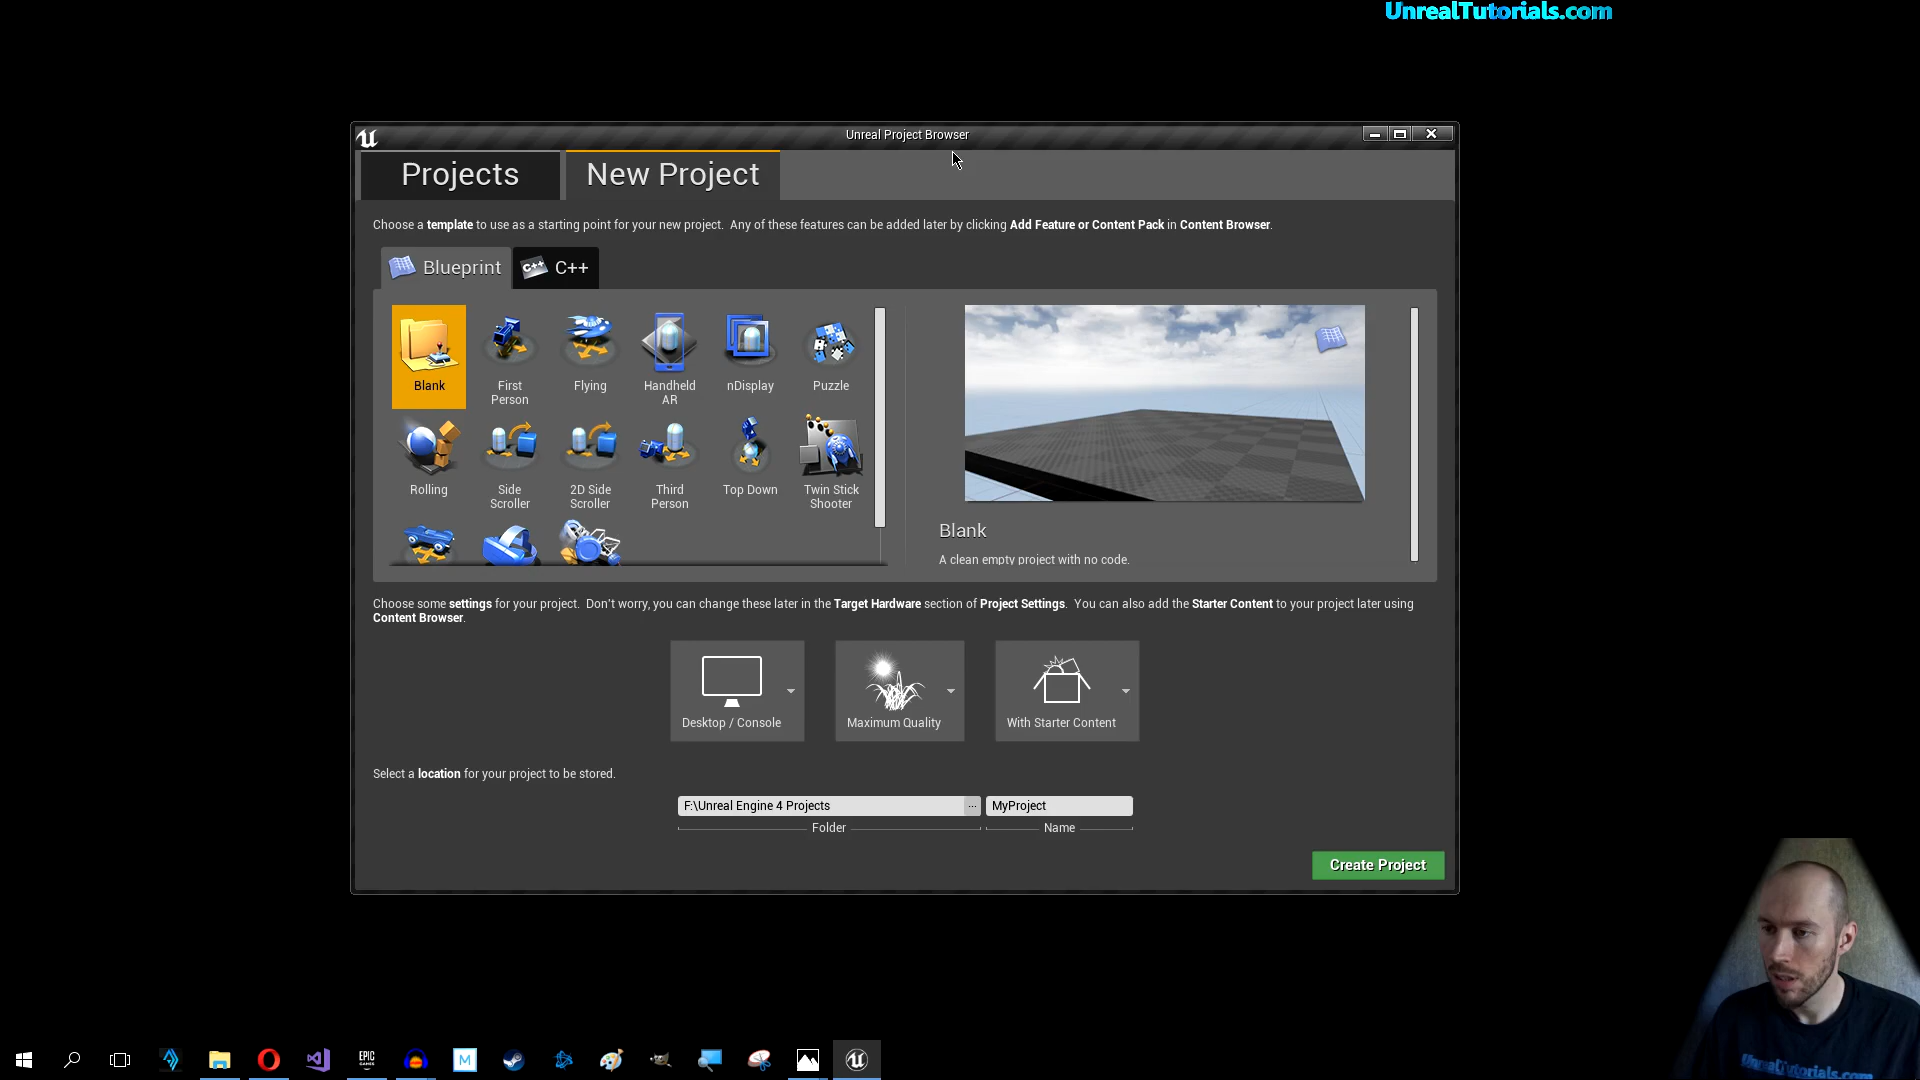 UnrealTutorials.com
Unreal Project Browser
Projects
New Project
Choose a template to use as a starting point for your new project. Any of these features can be added later by clicking Add Feature or Content Pack in Content Browser.
Blueprint
C++
C++
Blank
First
Person
Flying
Handheld
AR
nDisplay
Puzzle
Rolling
Side
Scroller
2D Side
Scroller
Third
Person
Top Down
Twin Stick
Shooter
Blank
A clean empty project with no code.
Choose some settings for your project. Don't worry, you can change these later in the Target Hardware section of Project Settings. You can also add the Starter Content to your project later using
Content Browser.
Desktop / Console
Maximum Quality
With Starter Content
Select a location for your project to be stored.
F:\Unreal Engine 4 Projects
...
MyProject
Folder
Name
Create Project
UnrealTutorials.com
EPIC
GAMES
M